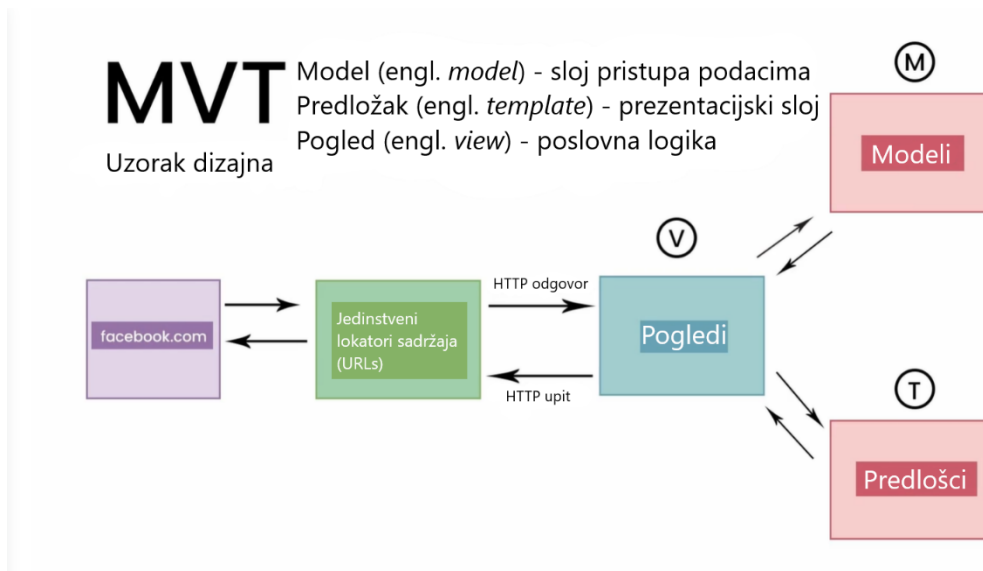 MVT
Uzorak dizajna
Model (engl. model) - sloj pristupa podacima
Predložak (engl. template) - prezentacijski sloj
Pogled (engl. view) - poslovna logika
M
Modeli
V
HTTP odgovor
facebook.com
Jedinstveni
lokatori sadržaja
(URLs)
Pogledi
HTTP upit
T
Predlošci